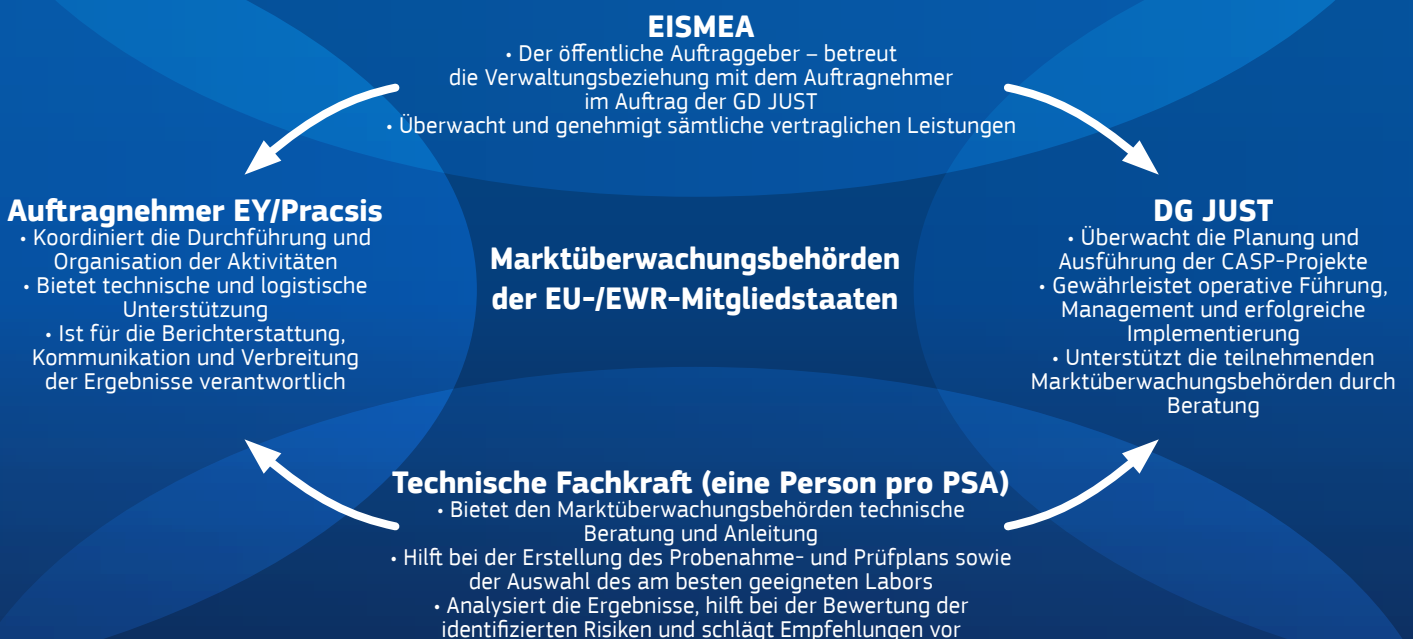 EISMEA
• Der öffentliche Auftraggeber – betreut
die Verwaltungsbeziehung mit dem Auftragnehmer
im Auftrag der GD JUST
• Überwacht und genehmigt sämtliche vertraglichen Leistungen
Auftragnehmer EY/Pracsis
• Koordiniert die Durchführung und
Organisation der Aktivitäten
• Bietet technische und logistische
Unterstützung
• Ist für die Berichterstattung,
Kommunikation und Verbreitung
der Ergebnisse verantwortlich
Marktüberwachungsbehörden
der EU-/EWR-Mitgliedstaaten
DG JUST
• Überwacht die Planung und
Ausführung der CASP-Projekte
• Gewährleistet operative Führung,
Management und erfolgreiche
Implementierung
• Unterstützt die teilnehmenden
Marktüberwachungsbehörden durch
Beratung
Technische Fachkraft (eine Person pro PSA)
• Bietet den Marktüberwachungsbehörden technische
Beratung und Anleitung
• Hilft bei der Erstellung des Probenahme- und Prüfplans sowie
der Auswahl des am besten geeigneten Labors
• Analysiert die Ergebnisse, hilft bei der Bewertung der
identifizierten Risiken und schlägt Empfehlungen vor